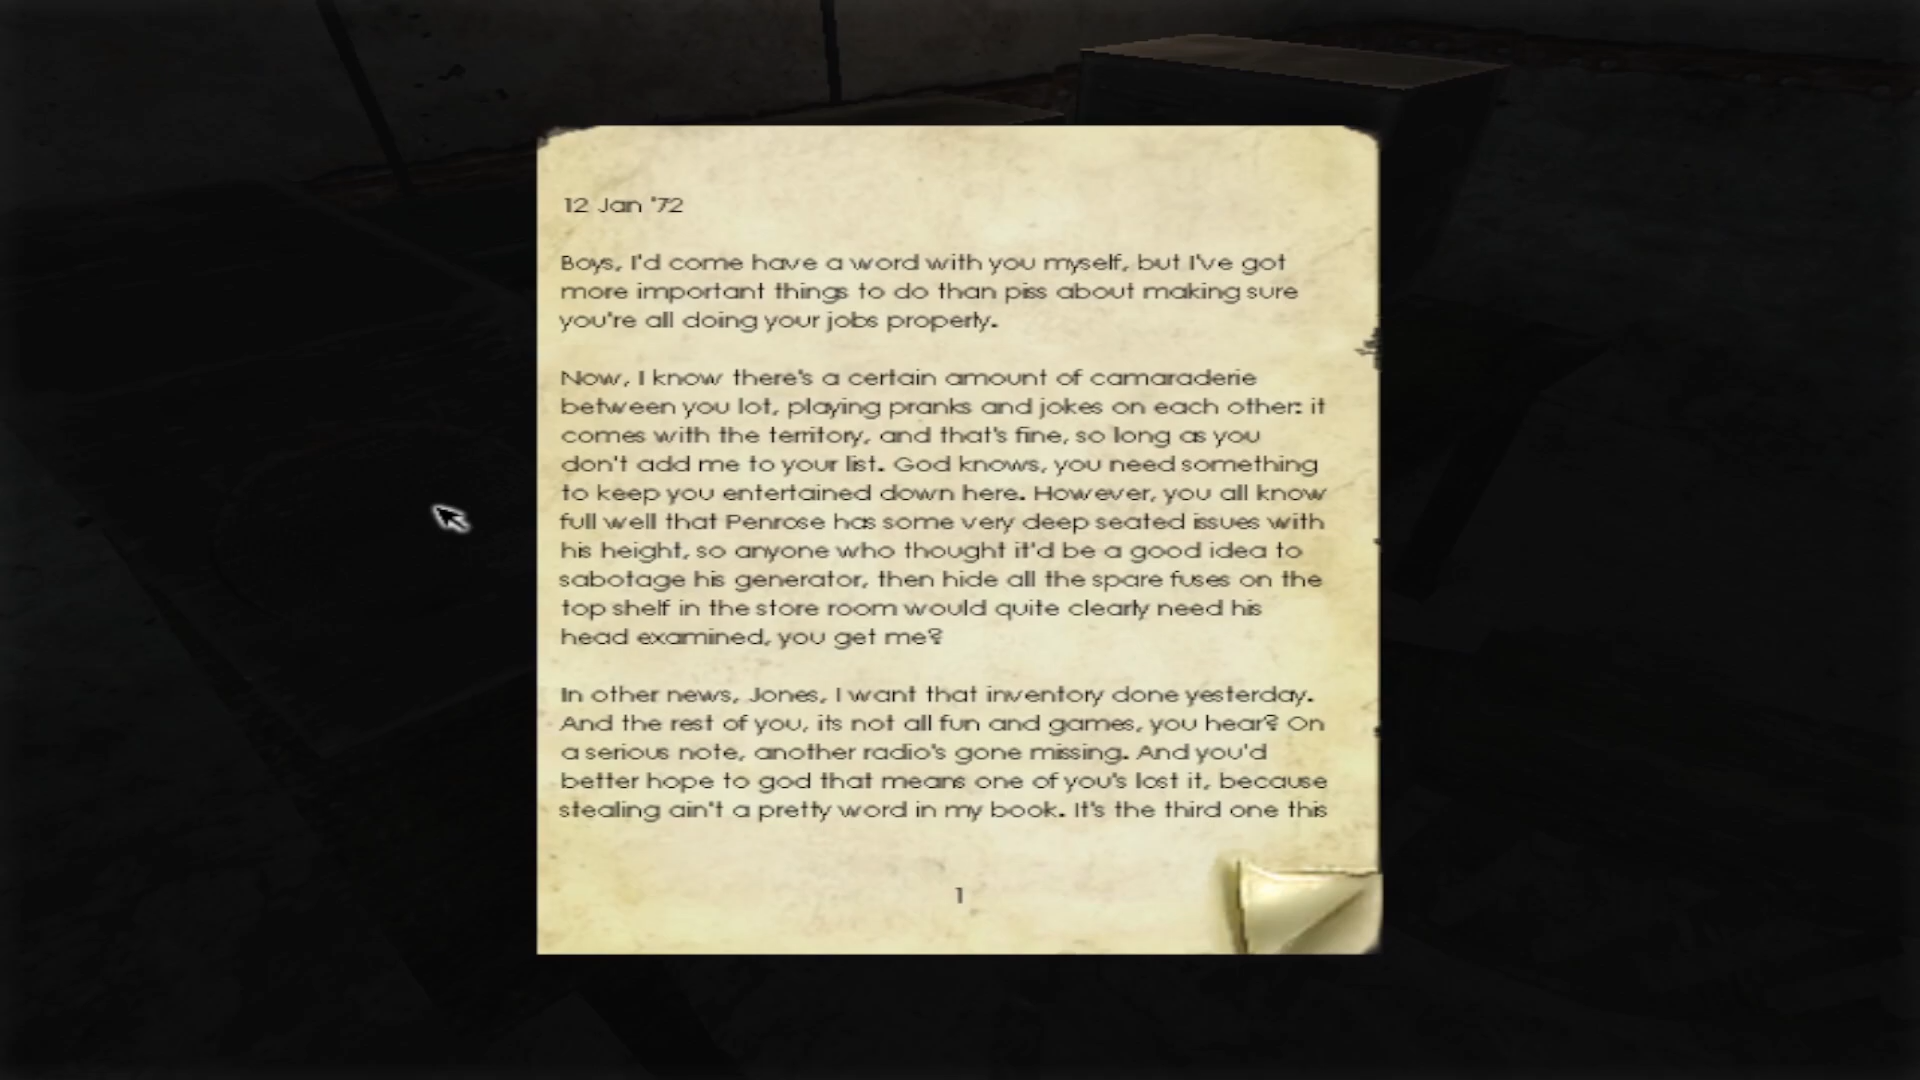 12 Jan '72
Boys, I'd come have a word with you myself, but I've got
more important things to do than piss about making sure
you're all doing your jobs properly.
Now, I know there's a certain amount of camaraderie
between you lot, playing pranks and jokes on each other: it
comes with the territory, and that's fine, so long as you
don't add me to your list. God knows, you need something
to keep you entertained down here. However, you all know
full well that Penrose has some very deep seated issues with
his height, so anyone who thought it'd be a good idea to
sabotage his generator, then hide all the spare fuses on the
top shelf in the store room would quite clearly need his
head examined, you get me?
In other news, Jones, I want that inventory done yesterday.
And the rest of you, its not all fun and games, you hear? On
a serious note, another radio's gone missing. And you'd
better hope to god that means one of you's lost it, because
stealing ain't a pretty word in my book. It's the third one this
1